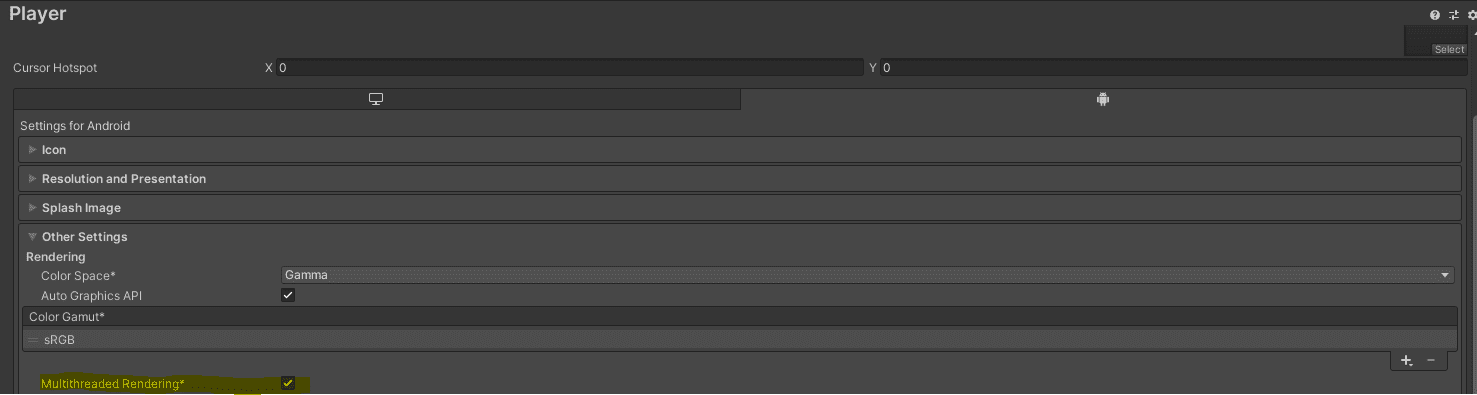 Player
Select
Cursor Hotspot X 0 Y 0
Settings for Android
Icon
Resolution and Presentation
Splash Image
Other Settings
Rendering
Color Space* Gamma
Auto Graphics API
Color Gamut*
sRGB
Multithreaded Rendering*